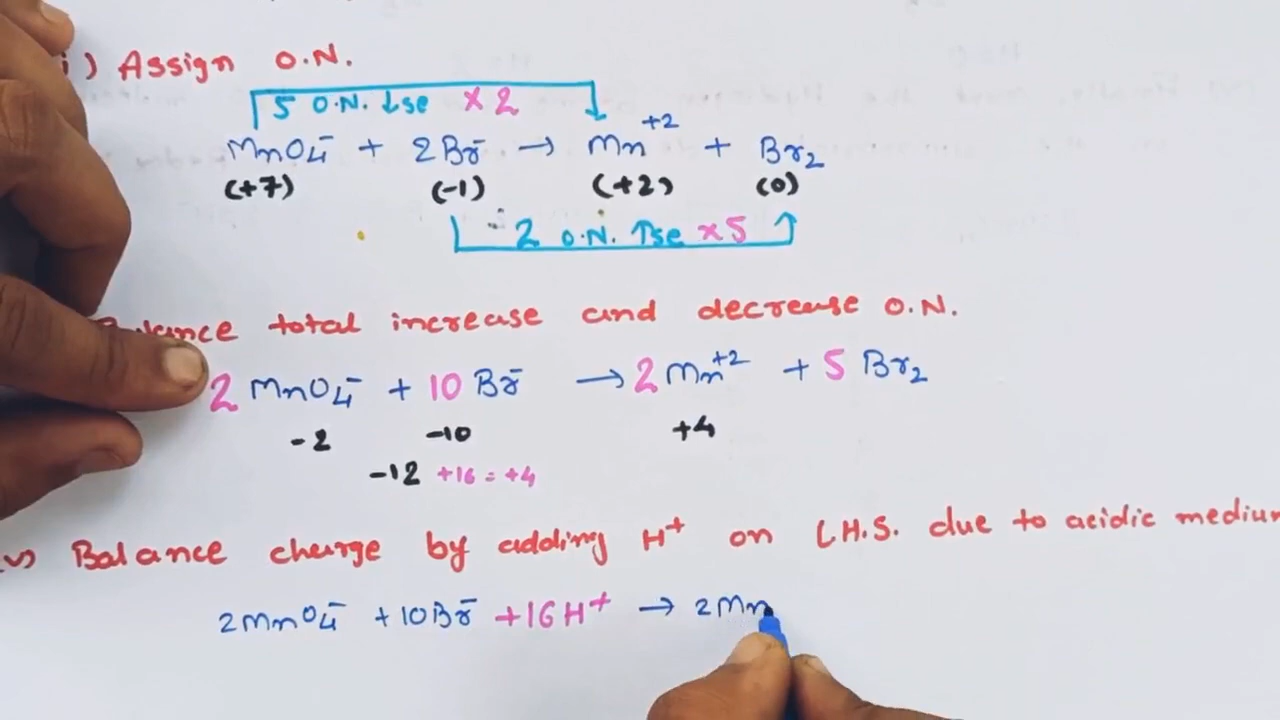 i) Assign O.N.
5 O.N. ↓se × 2
MnO₄⁻ + 2Br⁻ → Mn⁺² + Br₂
(+7) (-1) (+2) (0)
2 O.N. ↑se ×5
total increase and decrease O.N.
2 MnO₄⁻ + 10 Br⁻ → 2 Mn⁺² + 5 Br₂
-2 -10 +4
-12 +16 = +4
Balance charge by adding H⁺ on L.H.S. due to acidic medium
2MnO₄⁻ + 10Br⁻ + 16H⁺ → 2Mn